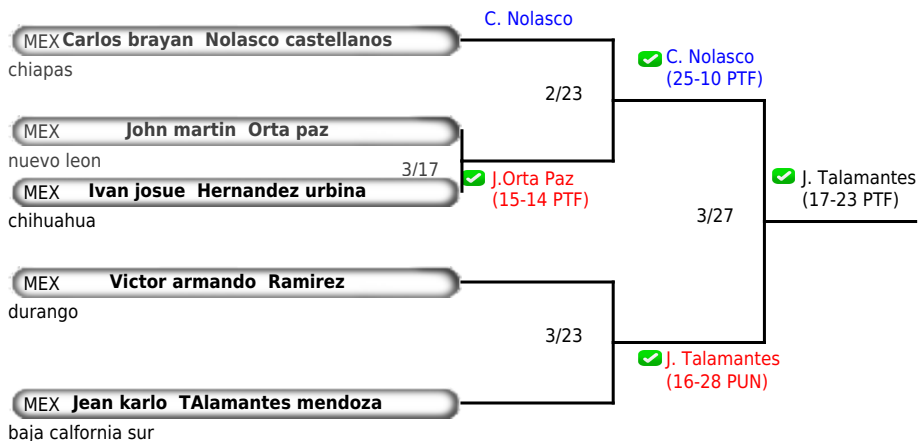 C. Nolasco
MEX Carlos brayan Nolasco castellanos
chiapas
C. Nolasco
(25-10 PTF)
2/23
MEX John martin Orta paz
nuevo leon
3/17
J.Orta Paz
(15-14 PTF)
MEX Ivan josue Hernandez urbina
chihuahua
J. Talamantes
(17-23 PTF)
3/27
MEX Victor armando Ramirez
durango
3/23
J. Talamantes
(16-28 PUN)
MEX Jean karlo TAlamantes mendoza
baja calfornia sur